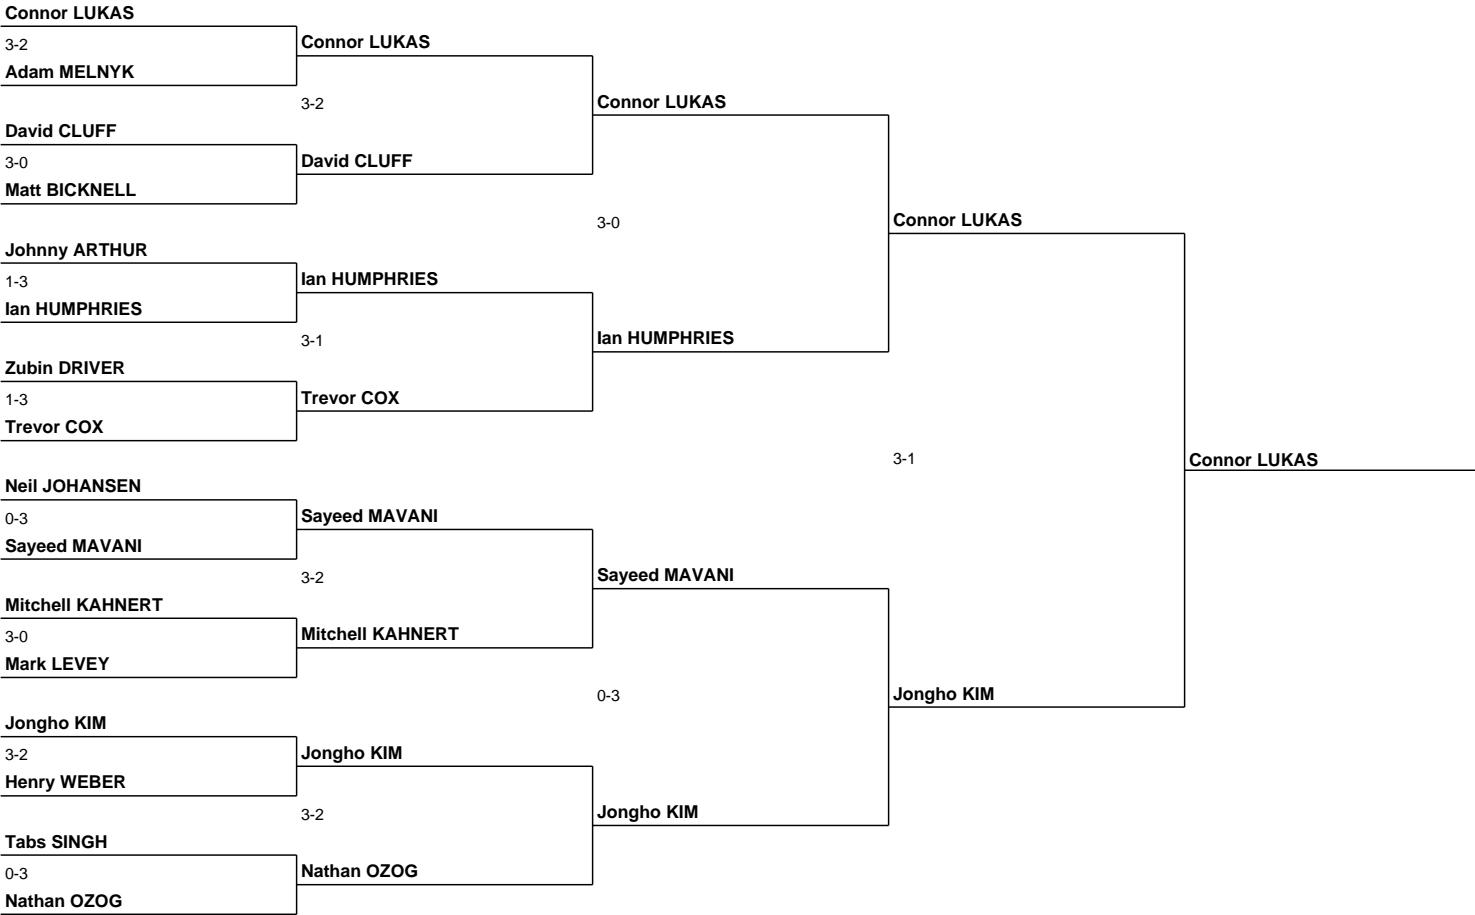 Connor LUKAS
3-2
Adam MELNYK
David CLUFF
3-0
Matt BICKNELL
Johnny ARTHUR
1-3
Ian HUMPHRIES
Zubin DRIVER
1-3
Trevor COX
Neil JOHANSEN
0-3
Sayeed MAVANI
Mitchell KAHNERT
3-0
Mark LEVEY
Jongho KIM
3-2
Henry WEBER
Tabs SINGH
0-3
Nathan OZOG
Connor LUKAS
3-2
David CLUFF
Ian HUMPHRIES
3-1
Trevor COX
Sayeed MAVANI
3-2
Mitchell KAHNERT
Jongho KIM
3-2
Nathan OZOG
Connor LUKAS
3-0
Ian HUMPHRIES
Sayeed MAVANI
0-3
Jongho KIM
Connor LUKAS
3-1
Jongho KIM
Connor LUKAS